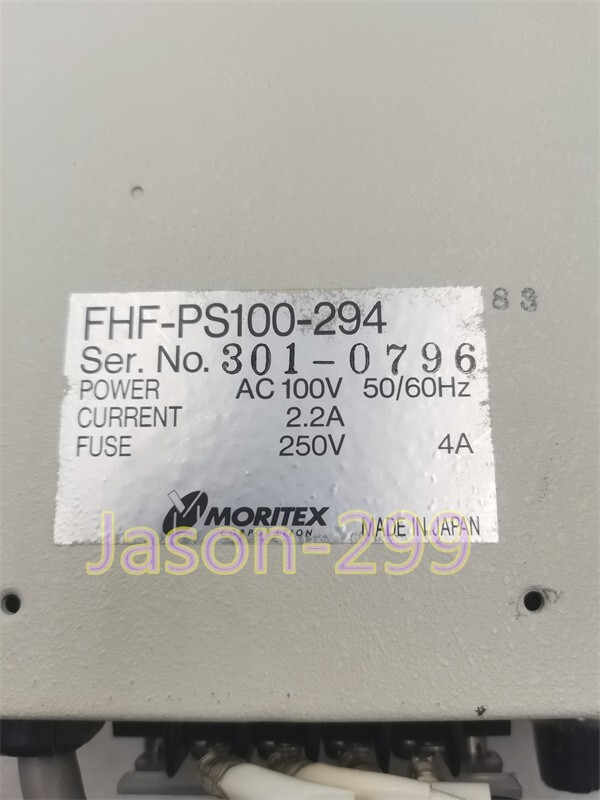 83
FHF-PS100-294
Ser. No. 301-0796
POWER AC 100V 50/60Hz
CURRENT 2.2A
FUSE 250V 4A
MORITEX
CORPORATION
MADE IN JAPAN
Jason-299